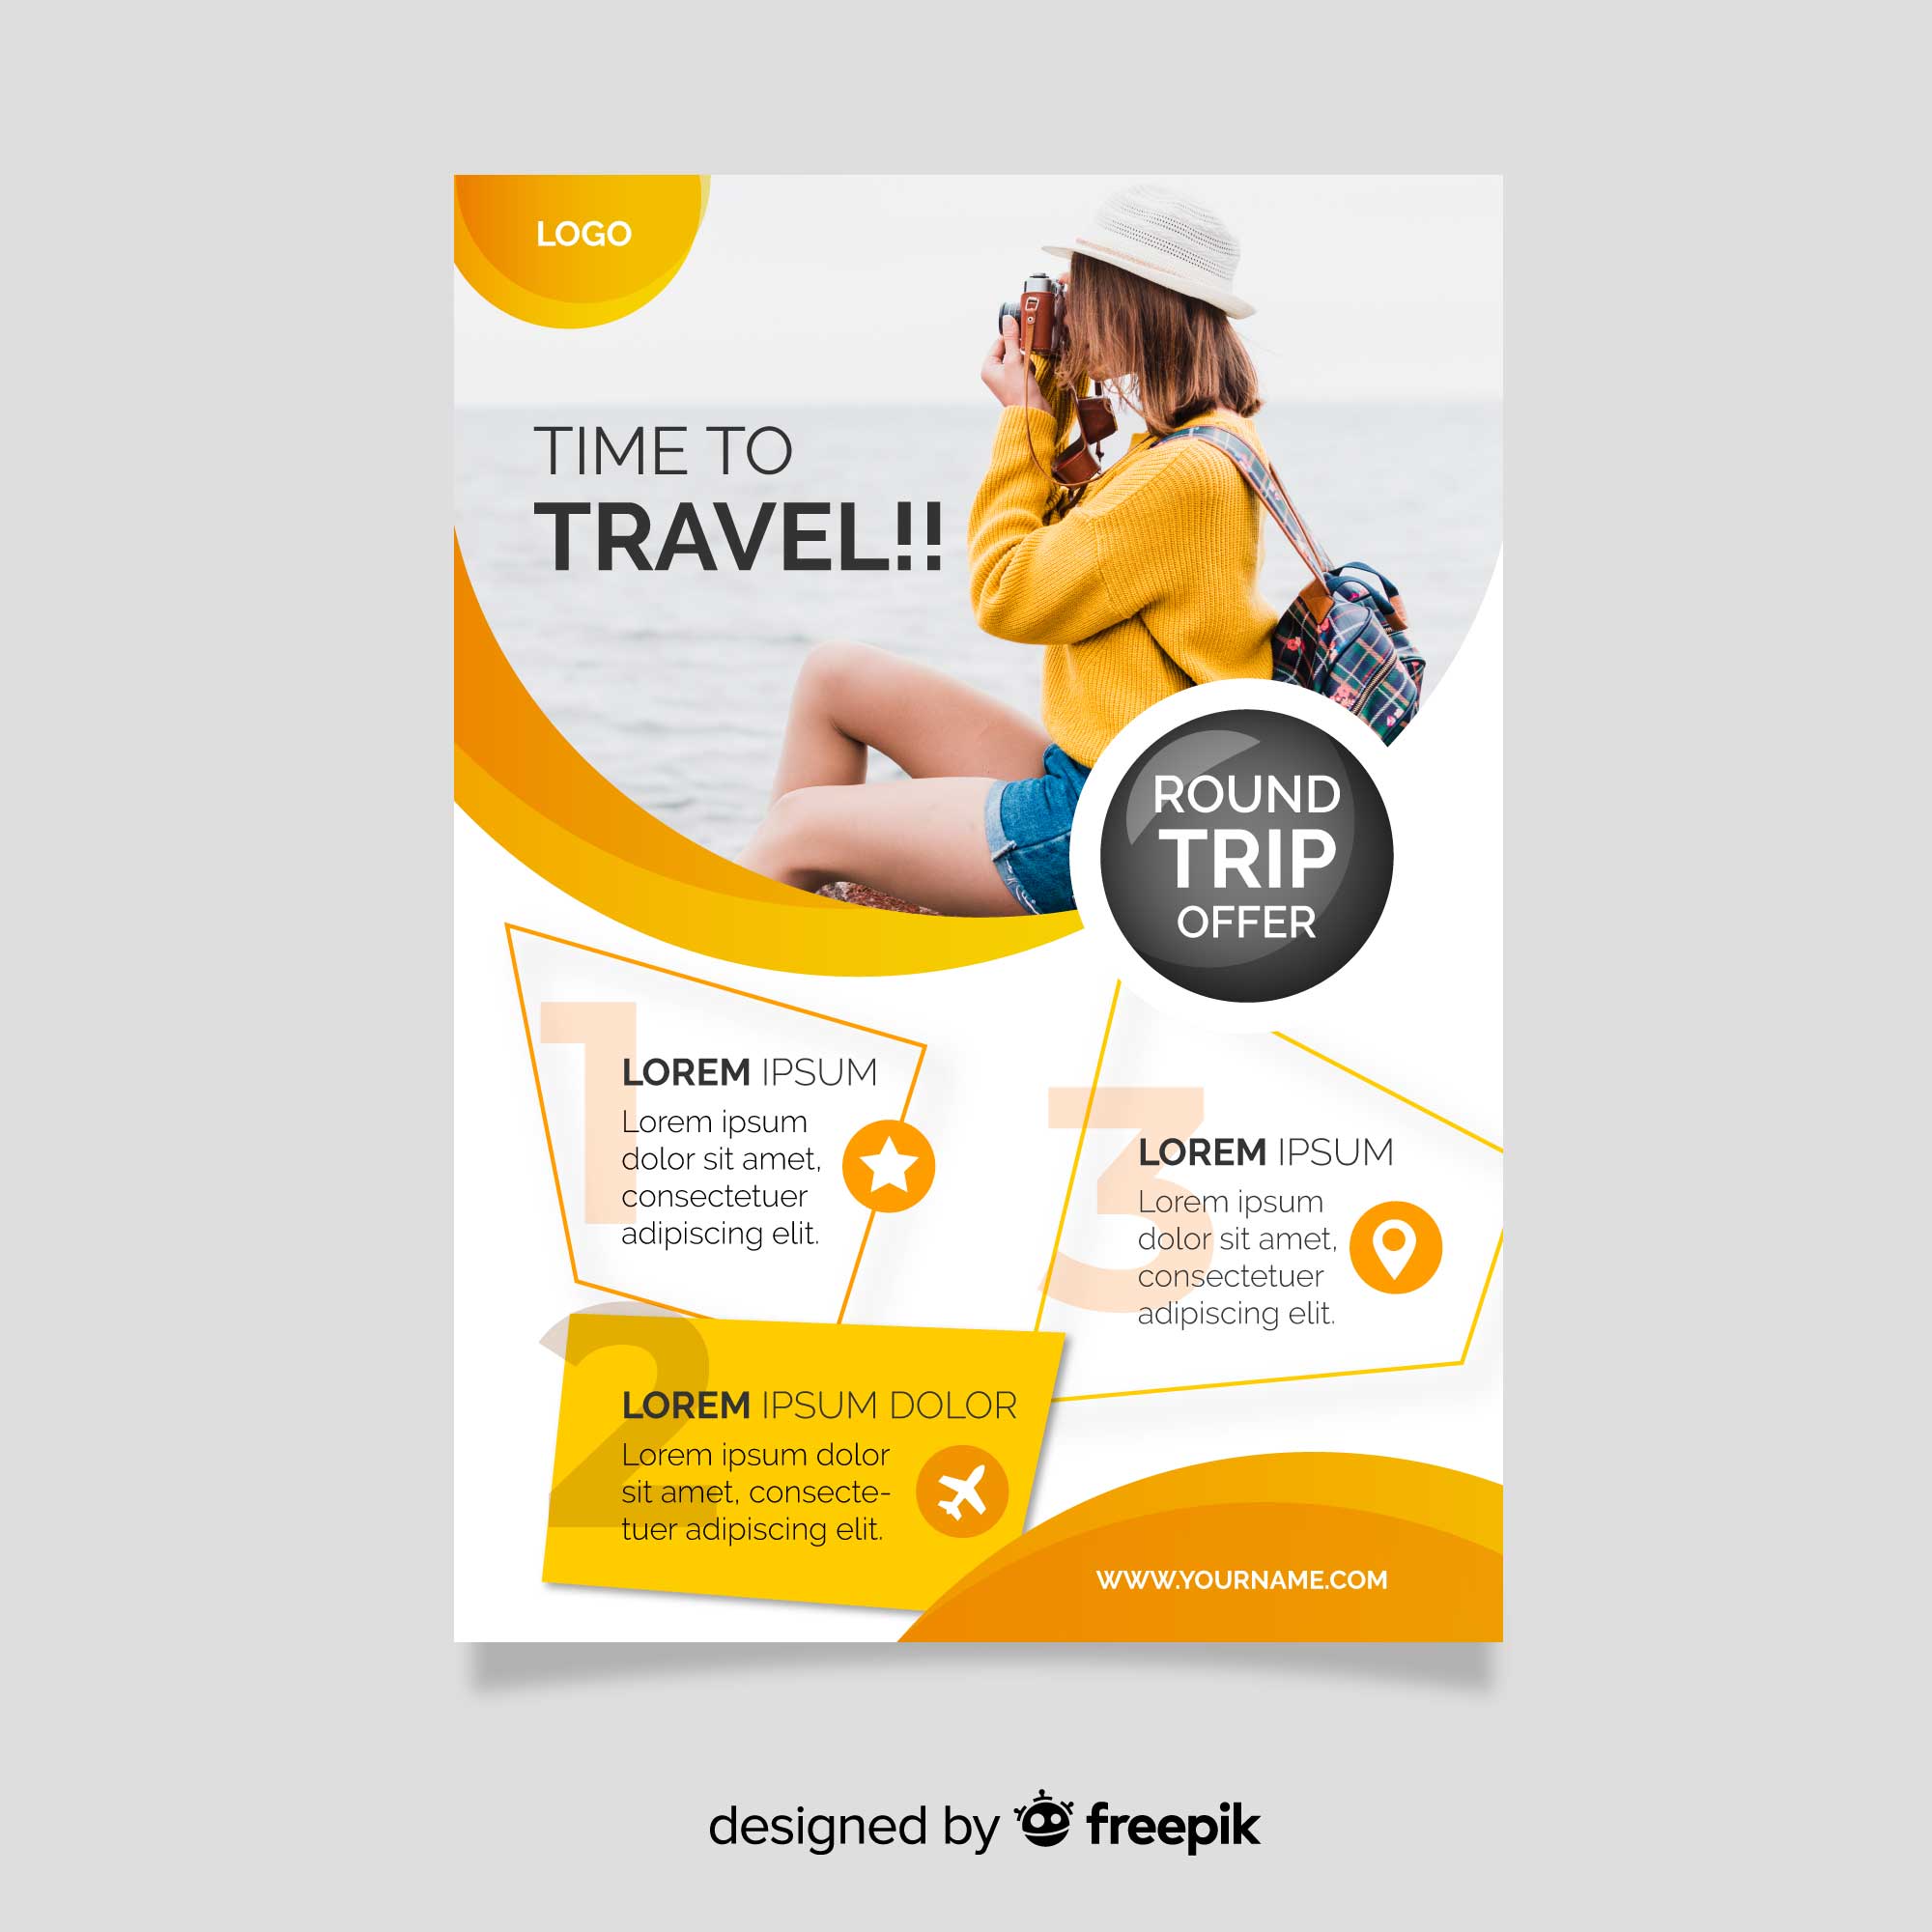 LOGO
TIME TO
TRAVEL!!
ROUND
TRIP
OFFER
1
LOREM IPSUM
Lorem ipsum
dolor sit amet,
consectetuer
adipiscing elit.
2
LOREM IPSUM DOLOR
Lorem ipsum dolor
sit amet, consecte-
tuer adipiscing elit.
3
LOREM IPSUM
Lorem ipsum
dolor sit amet,
consectetuer
adipiscing elit.
WWW.YOURNAME.COM
designed by freepik